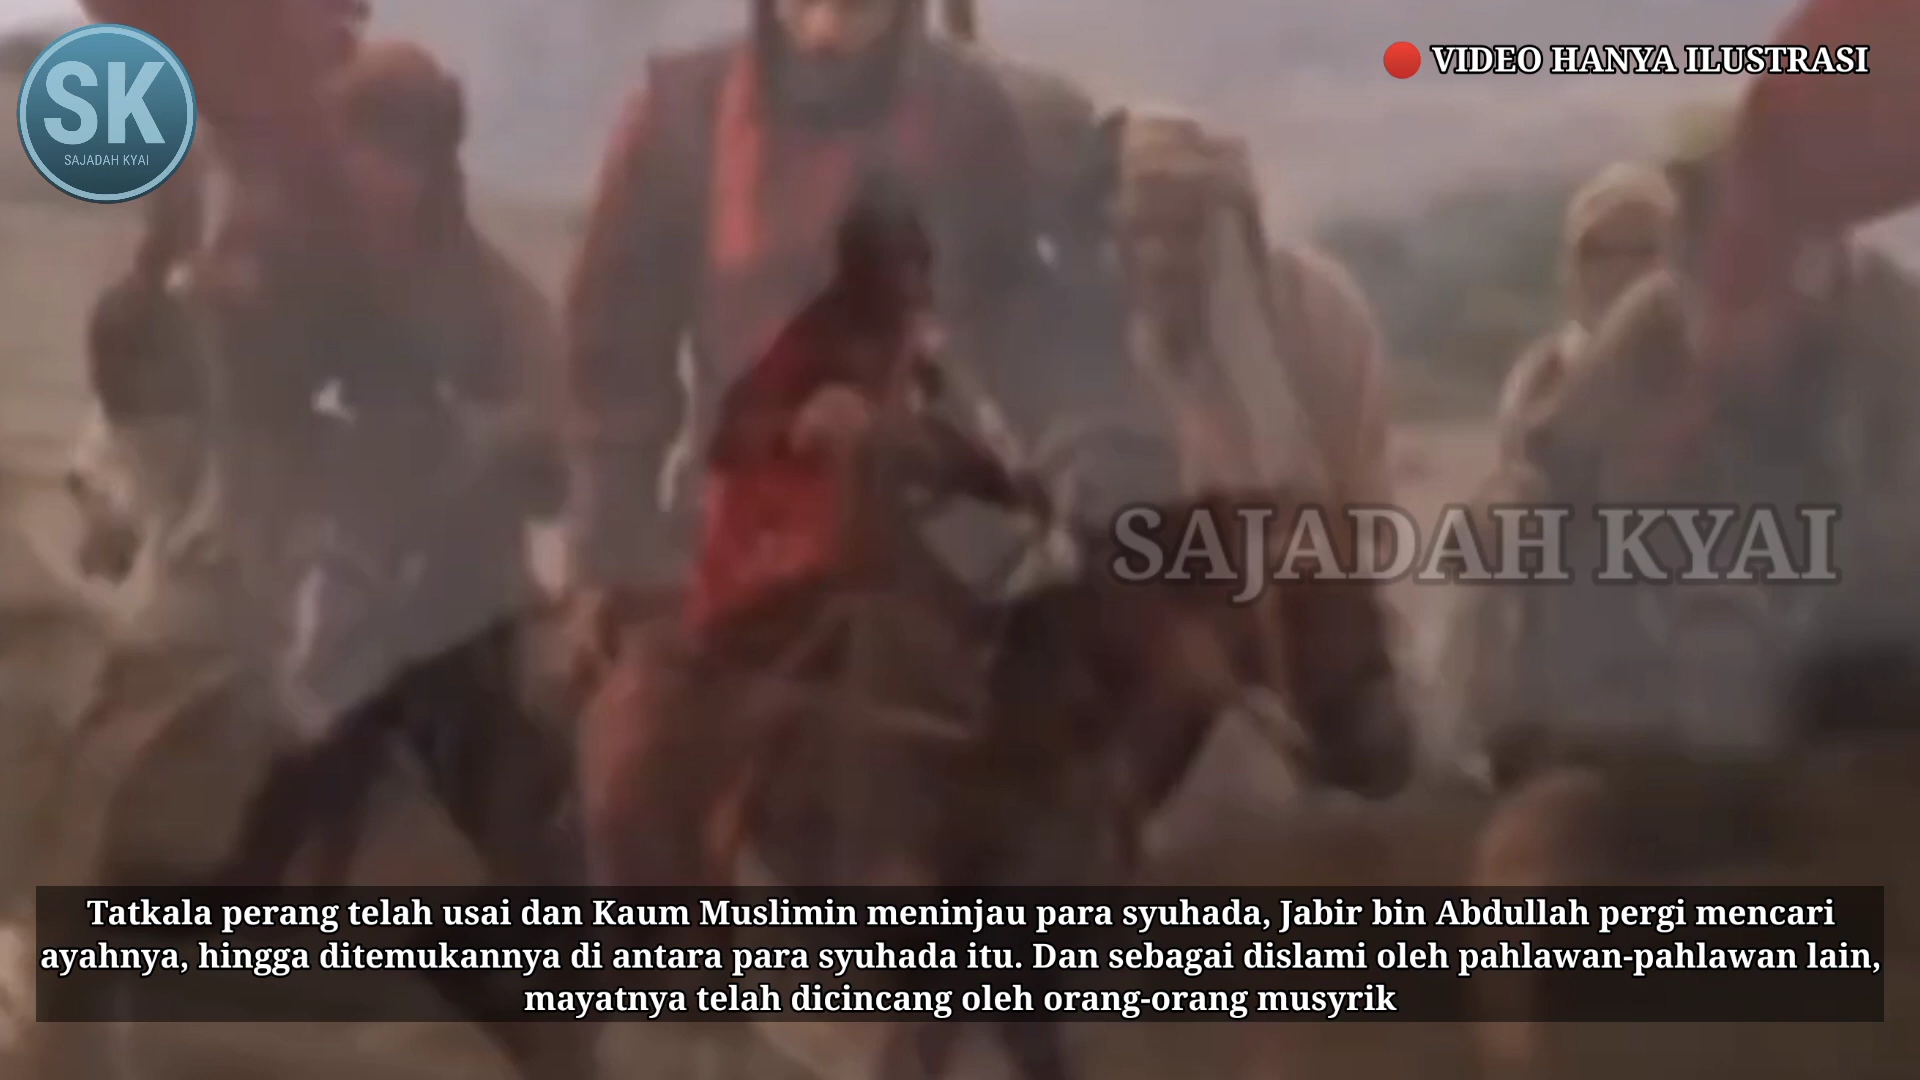 SK
SAJADAH KYAI
VIDEO HANYA ILUSTRASI
SAJADAH KYAI
Tatkala perang telah usai dan Kaum Muslimin meninjau para syuhada, Jabir bin Abdullah pergi mencari
ayahnya, hingga ditemukannya di antara para syuhada itu. Dan sebagai dislami oleh pahlawan-pahlawan lain,
mayatnya telah dicincang oleh orang-orang musyrik